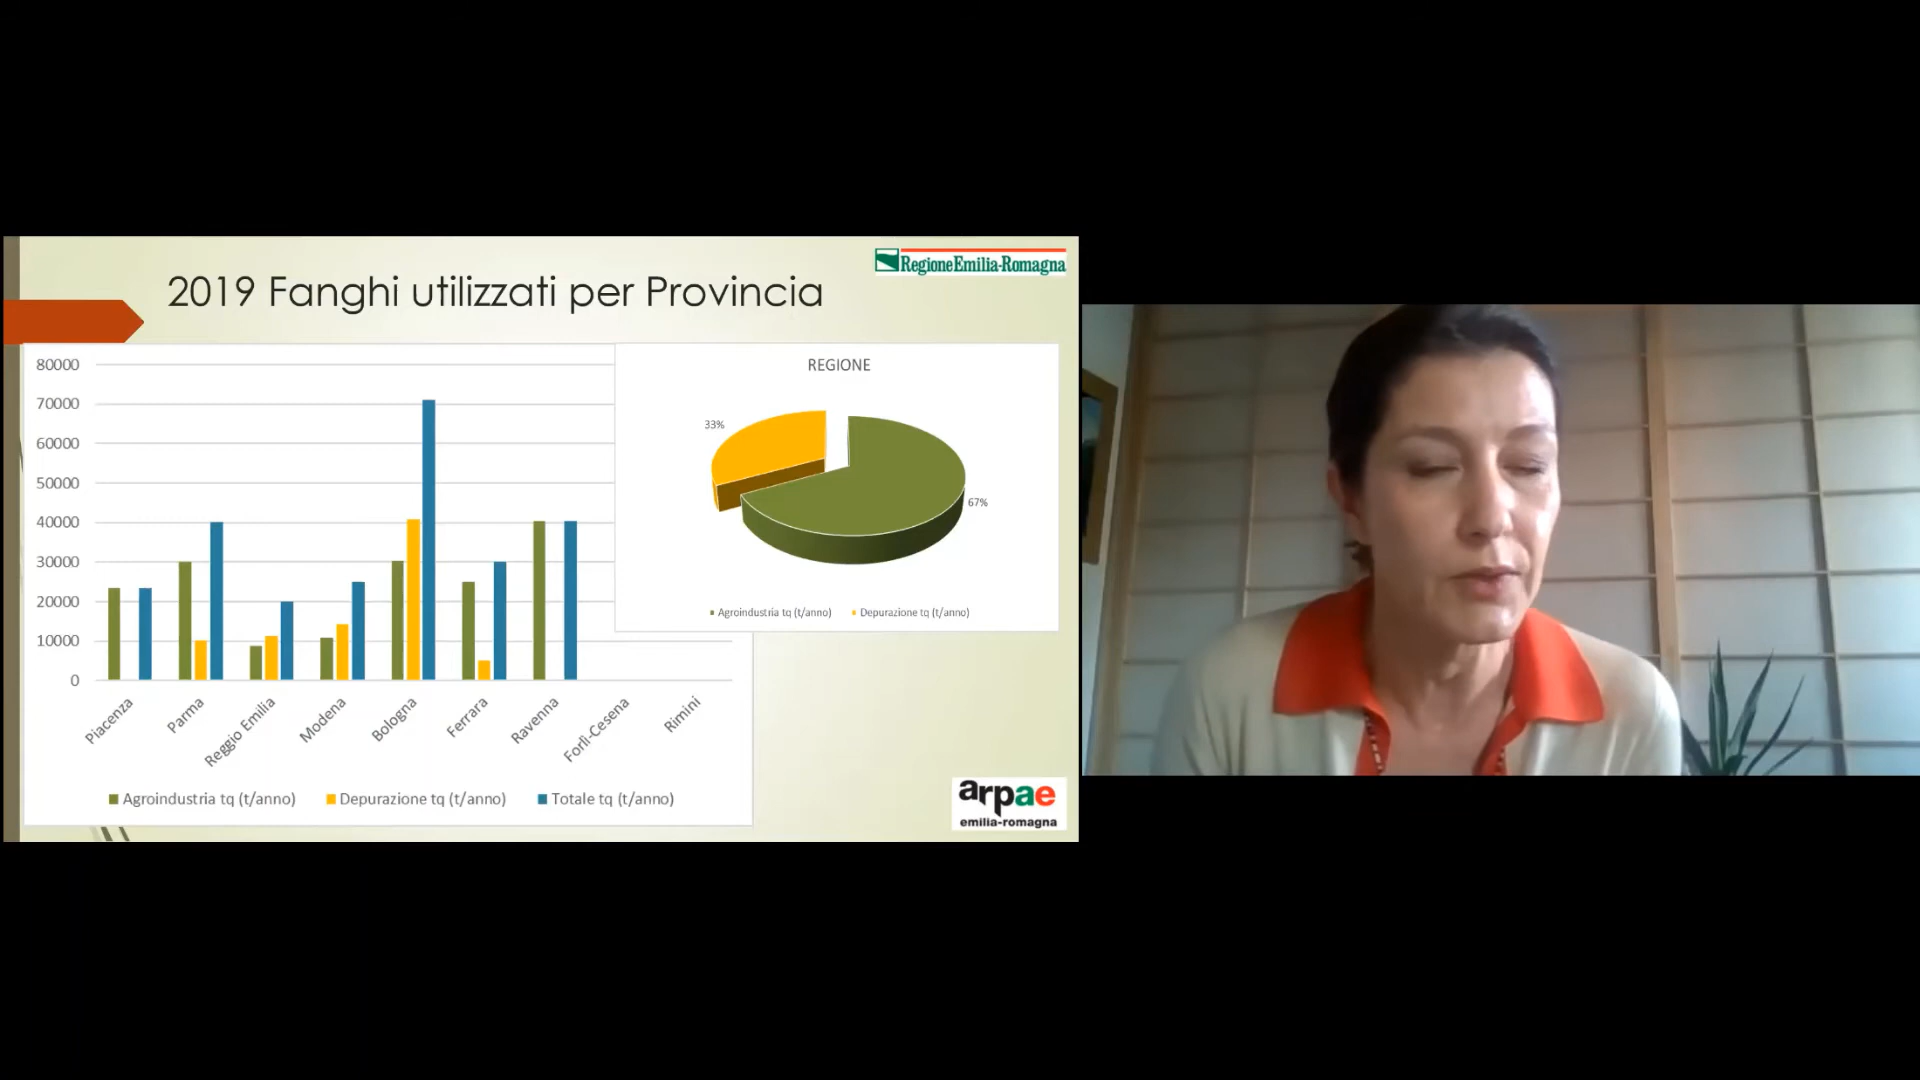 2019 Fanghi utilizzati per Provincia
RegioneEmilia-Romagna
80000
70000
60000
50000
40000
30000
20000
10000
0
Piacenza
Parma
Reggio Emilia
Modena
Bologna
Ferrara
Ravenna
Forlì-Cesena
Rimini
Agroindustria tq (t/anno) Depurazione tq (t/anno) Totale tq (t/anno)
REGIONE
33%
67%
Agroindustria tq (t/anno) Depurazione tq (t/anno)
arpae
emilia-romagna